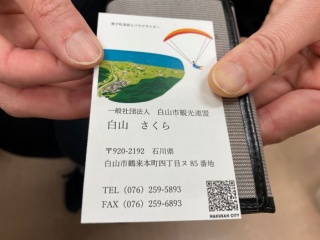 一般社団法人　白山市観光連盟
白山　さくら
〒920-2192　石川県
白山市鶴来本町四丁目ヌ 85 番地
TEL (076) 259-5893
FAX (076) 259-6893
HAKUSAN CITY